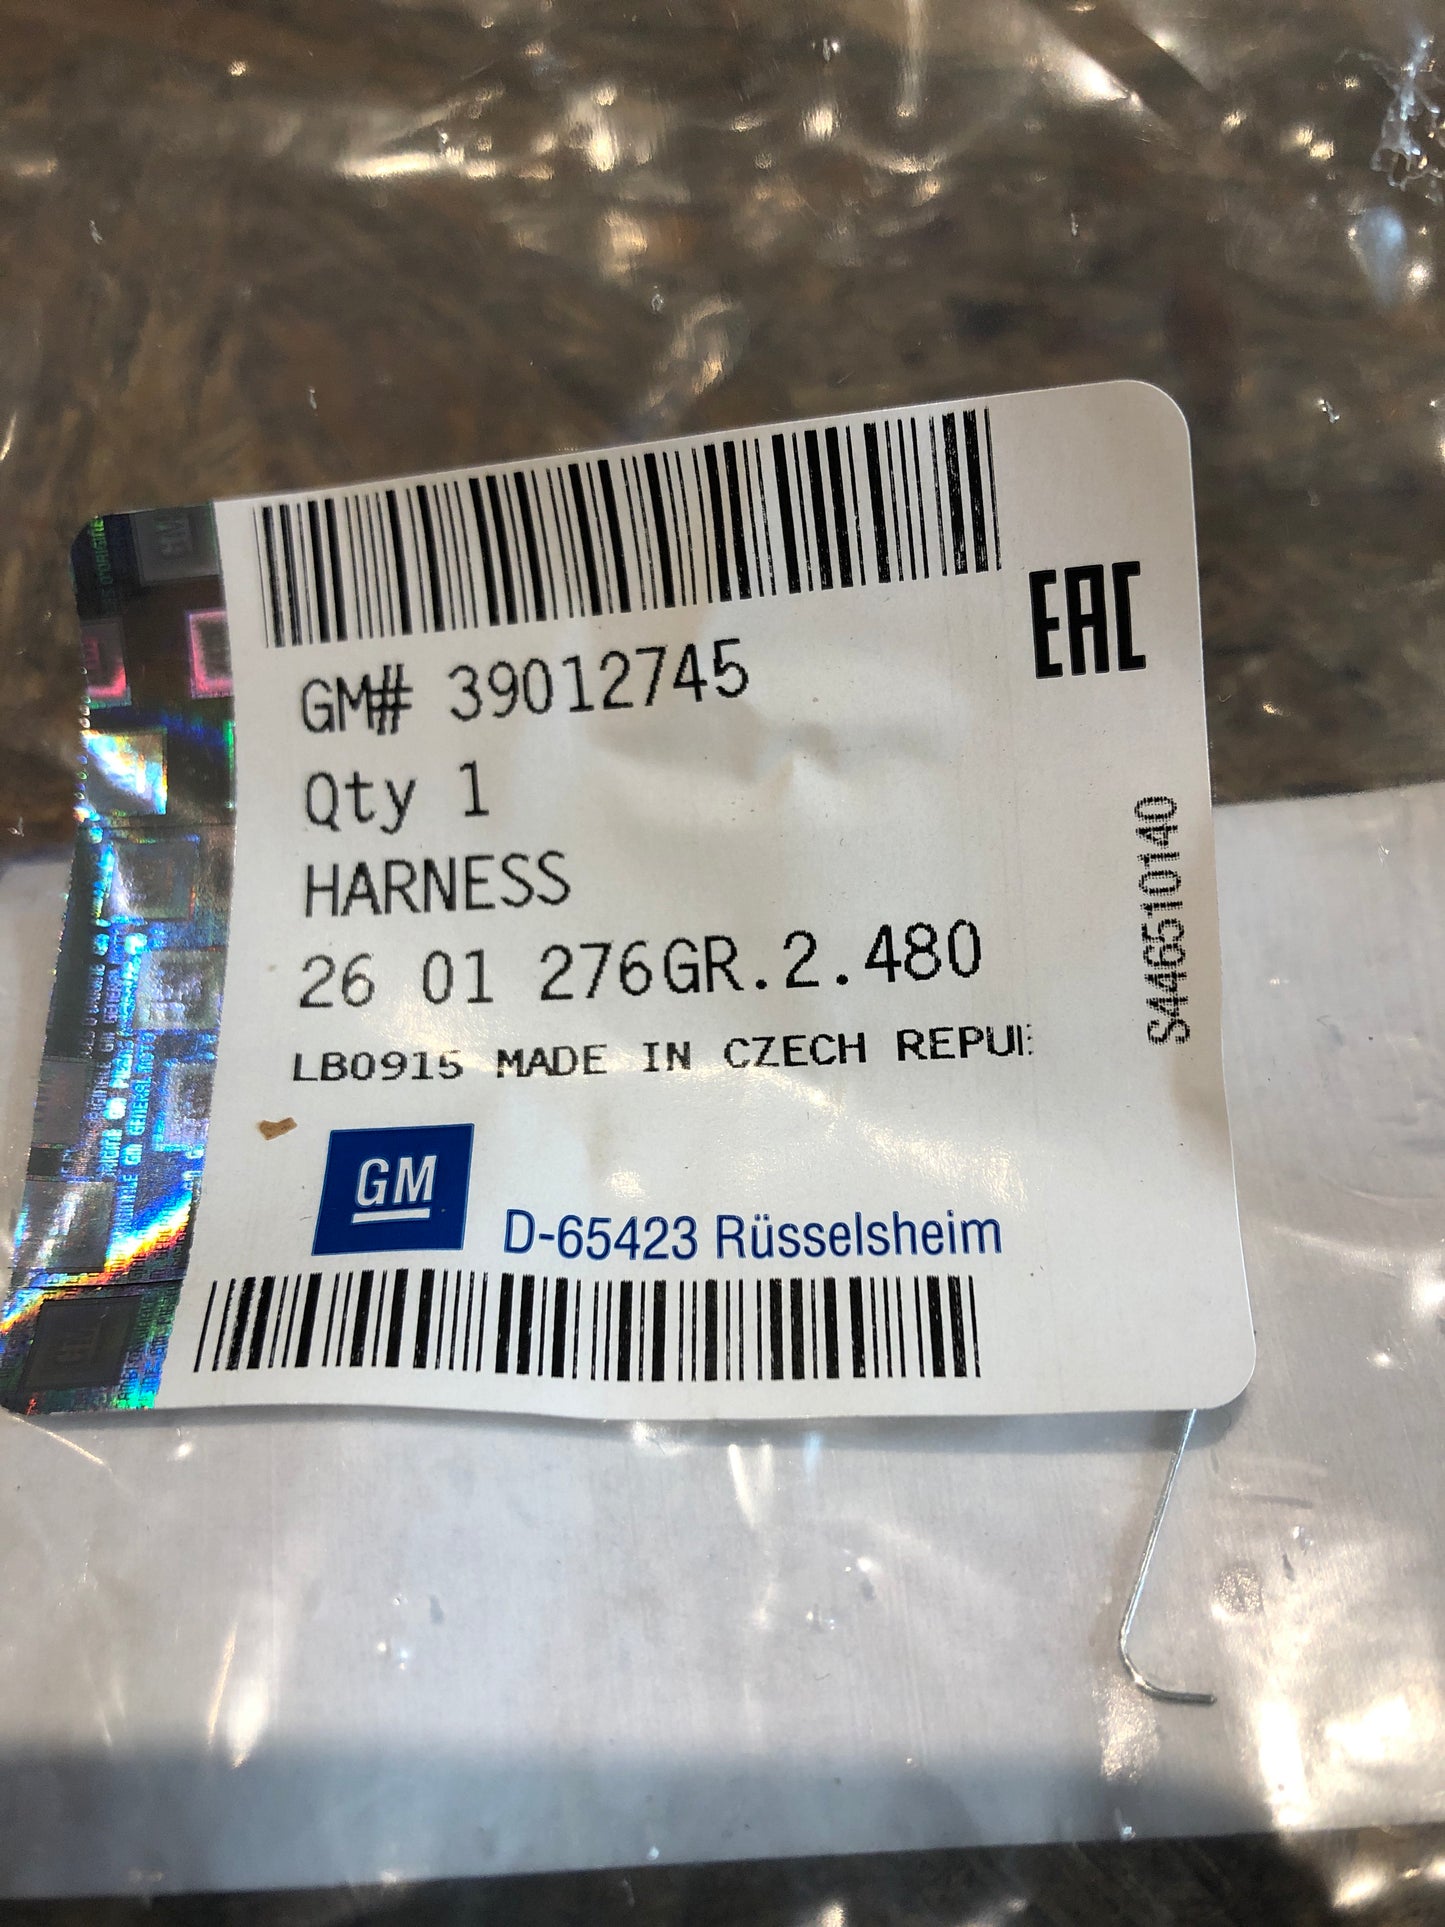 EAC
GM# 39012745
Qty 1
HARNESS
26 01 276GR.2.480
LB0915 MADE IN CZECH
S446510140
GM
D-65423 Rüsselsheim